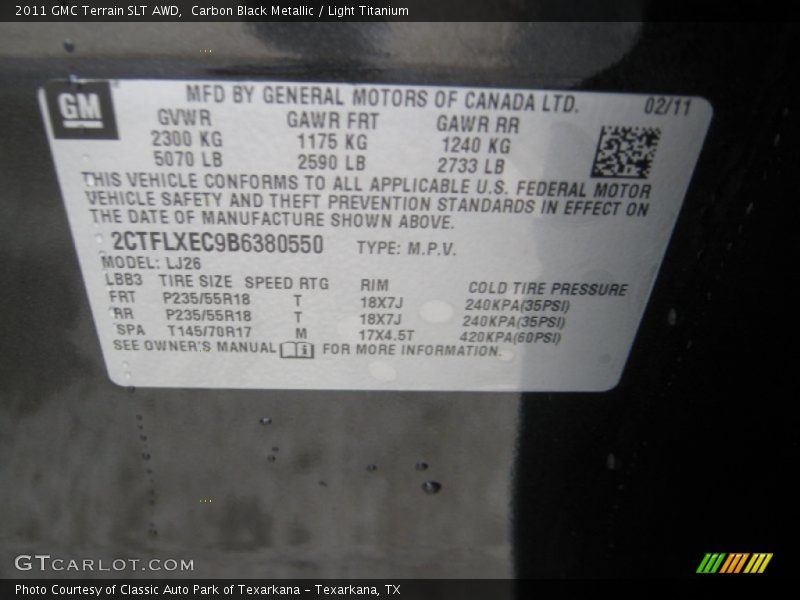 2011 GMC Terrain SLT AWD, Carbon Black Metallic / Light Titanium
GM
MFD BY GENERAL MOTORS OF CANADA LTD. 02/11
GVWR GAWR FRT GAWR RR
2300 KG 1175 KG 1240 KG
5070 LB 2590 LB 2733 LB
THIS VEHICLE CONFORMS TO ALL APPLICABLE U.S. FEDERAL MOTOR
VEHICLE SAFETY AND THEFT PREVENTION STANDARDS IN EFFECT ON
THE DATE OF MANUFACTURE SHOWN ABOVE.
2CTFLXEC9B6380550 TYPE: M.P.V.
MODEL: LJ26
LBB3 TIRE SIZE SPEED RTG RIM COLD TIRE PRESSURE
FRT P235/55R18 T 18X7J 240KPA(35PSI)
RR P235/55R18 T 18X7J 240KPA(35PSI)
SPA T145/70R17 M 17X4.5T 420KPA(60PSI)
SEE OWNER'S MANUAL FOR MORE INFORMATION.
GTCARLOT.COM
Photo Courtesy of Classic Auto Park of Texarkana - Texarkana, TX